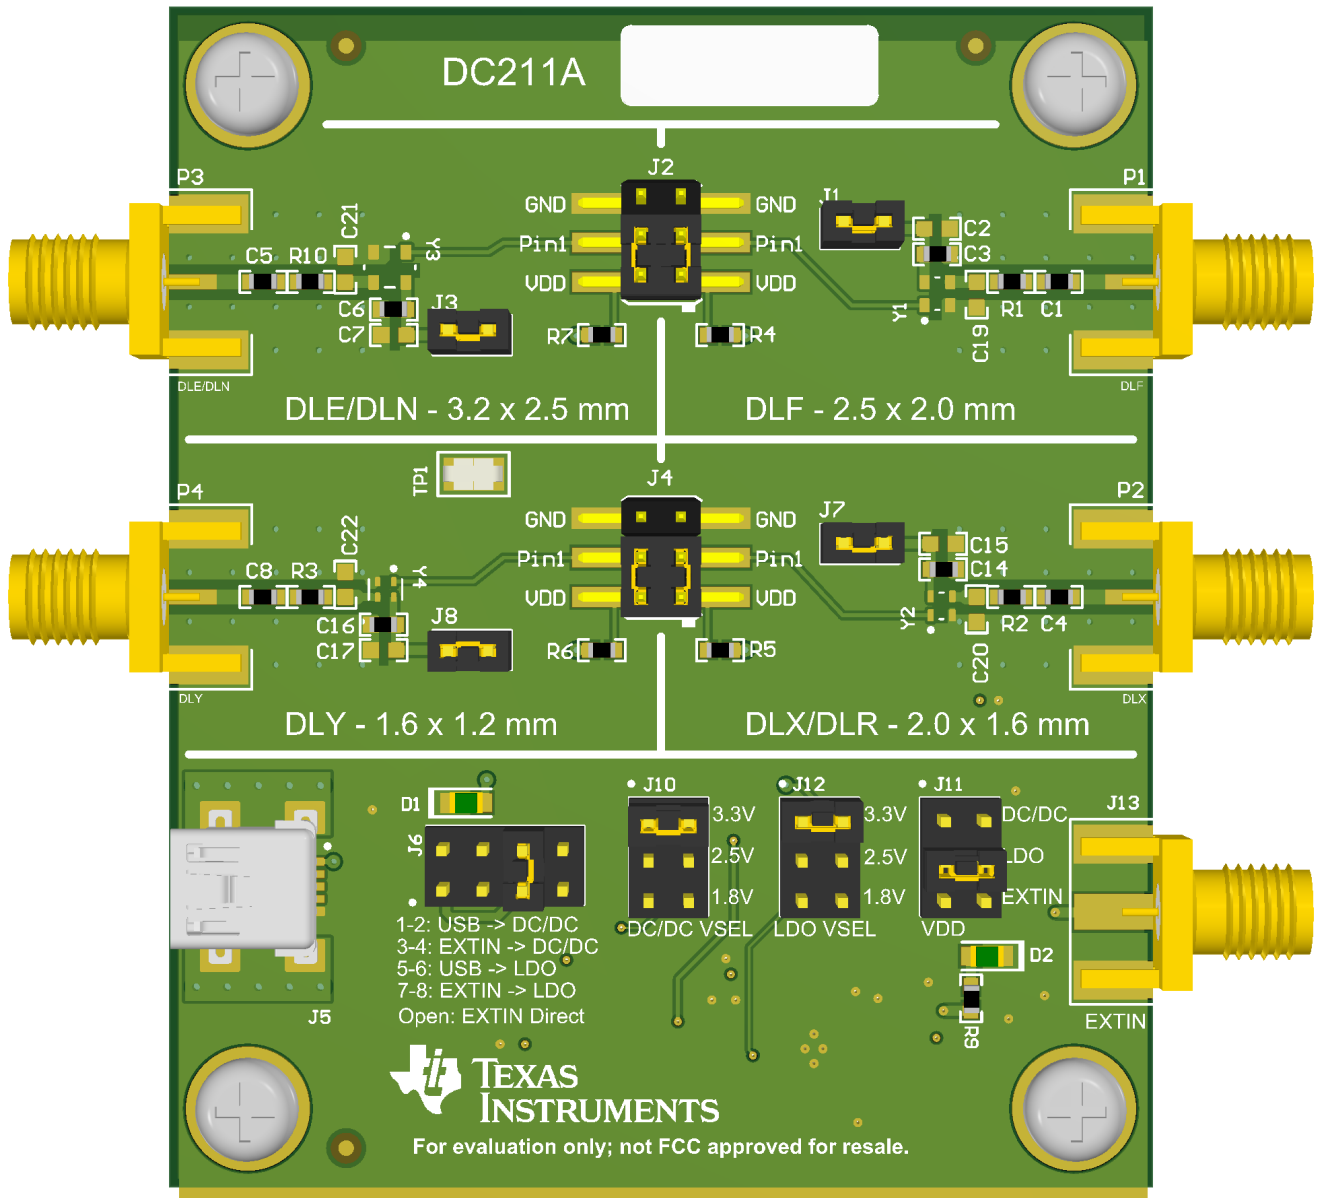 DC211A
J2
P3
P1
GND
GND
J1
C21
C2
Y3
Pin1
Pin1
C3
C5
R10
VDD
VDD
R1
C1
C6
J3
Y1
C19
C7
R7
R4
DLE/DLN
DLF
DLE/DLN - 3.2 x 2.5 mm
DLF - 2.5 x 2.0 mm
TP1
J4
P4
P2
GND
GND
J7
C22
C15
Pin1
Pin1
C14
C8
R3
Y4
VDD
VDD
Y2
R2
C4
C16
J8
C17
R6
R5
C20
DLY
DLX
DLY - 1.6 x 1.2 mm
DLX/DLR - 2.0 x 1.6 mm
D1
J10
J12
J11
J13
3.3V
3.3V
DC/DC
J6
2.5V
2.5V
LDO
1.8V
1.8V
EXTIN
DC/DC VSEL
LDO VSEL
VDD
1-2: USB -> DC/DC
3-4: EXTIN -> DC/DC
5-6: USB -> LDO
7-8: EXTIN -> LDO
Open: EXTIN Direct
D2
J5
R9
EXTIN
TEXAS
INSTRUMENTS
For evaluation only; not FCC approved for resale.